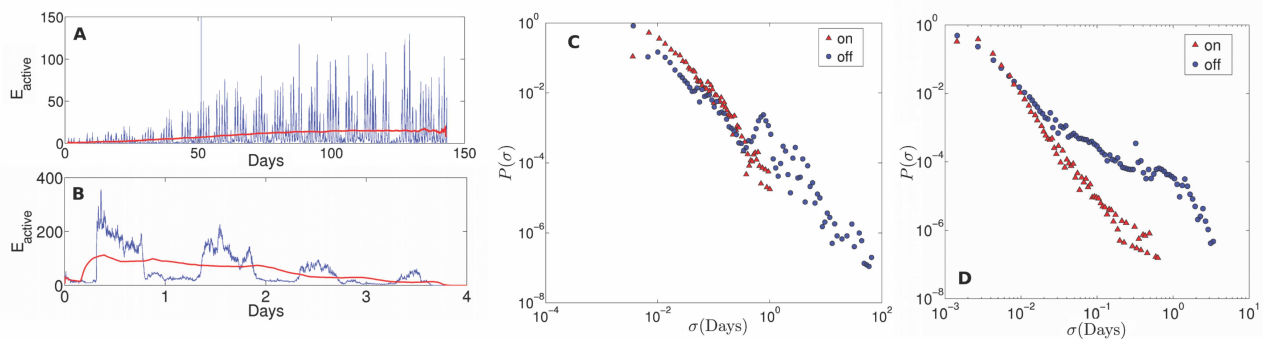 A
E_active
150
100
50
0
0 50 100 150
Days
B
E_active
400
200
0
0 1 2 3 4
Days
C
on
off
P(σ)
10^0
10^-2
10^-4
10^-6
10^-8
10^-4 10^-2 10^0 10^2
σ(Days)
D
on
off
P(σ)
10^0
10^-2
10^-4
10^-6
10^-8
10^-3 10^-2 10^-1 10^0 10^1
σ(Days)